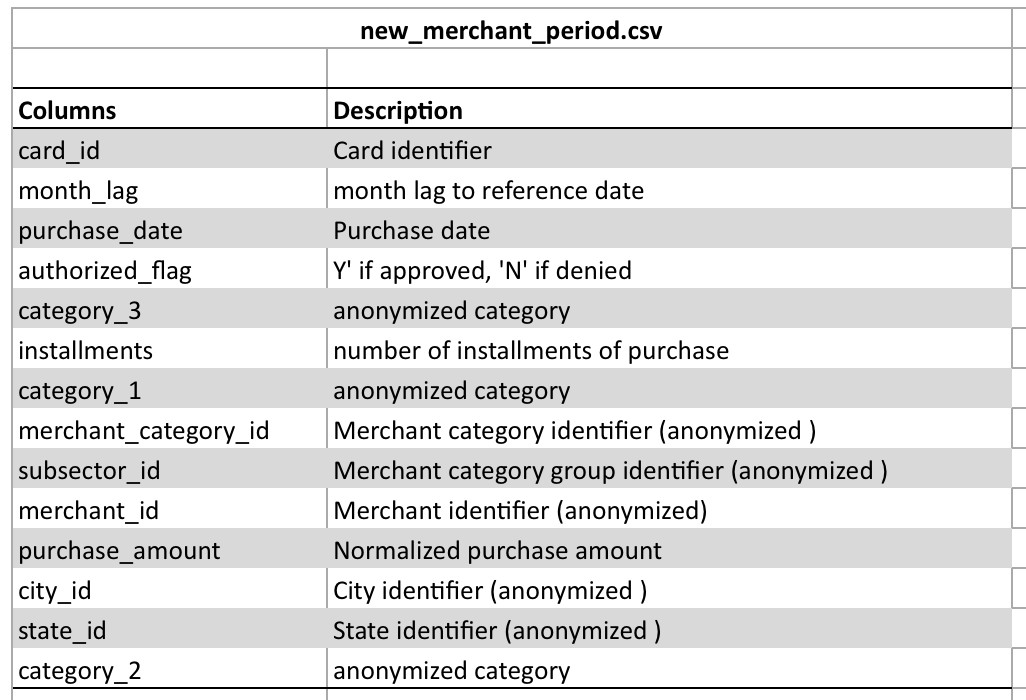 new_merchant_period.csv
Columns Description
card_id Card identifier
month_lag month lag to reference date
purchase_date Purchase date
authorized_flag Y' if approved, 'N' if denied
category_3 anonymized category
installments number of installments of purchase
category_1 anonymized category
merchant_category_id Merchant category identifier (anonymized )
subsector_id Merchant category group identifier (anonymized )
merchant_id Merchant identifier (anonymized)
purchase_amount Normalized purchase amount
city_id City identifier (anonymized )
state_id State identifier (anonymized )
category_2 anonymized category